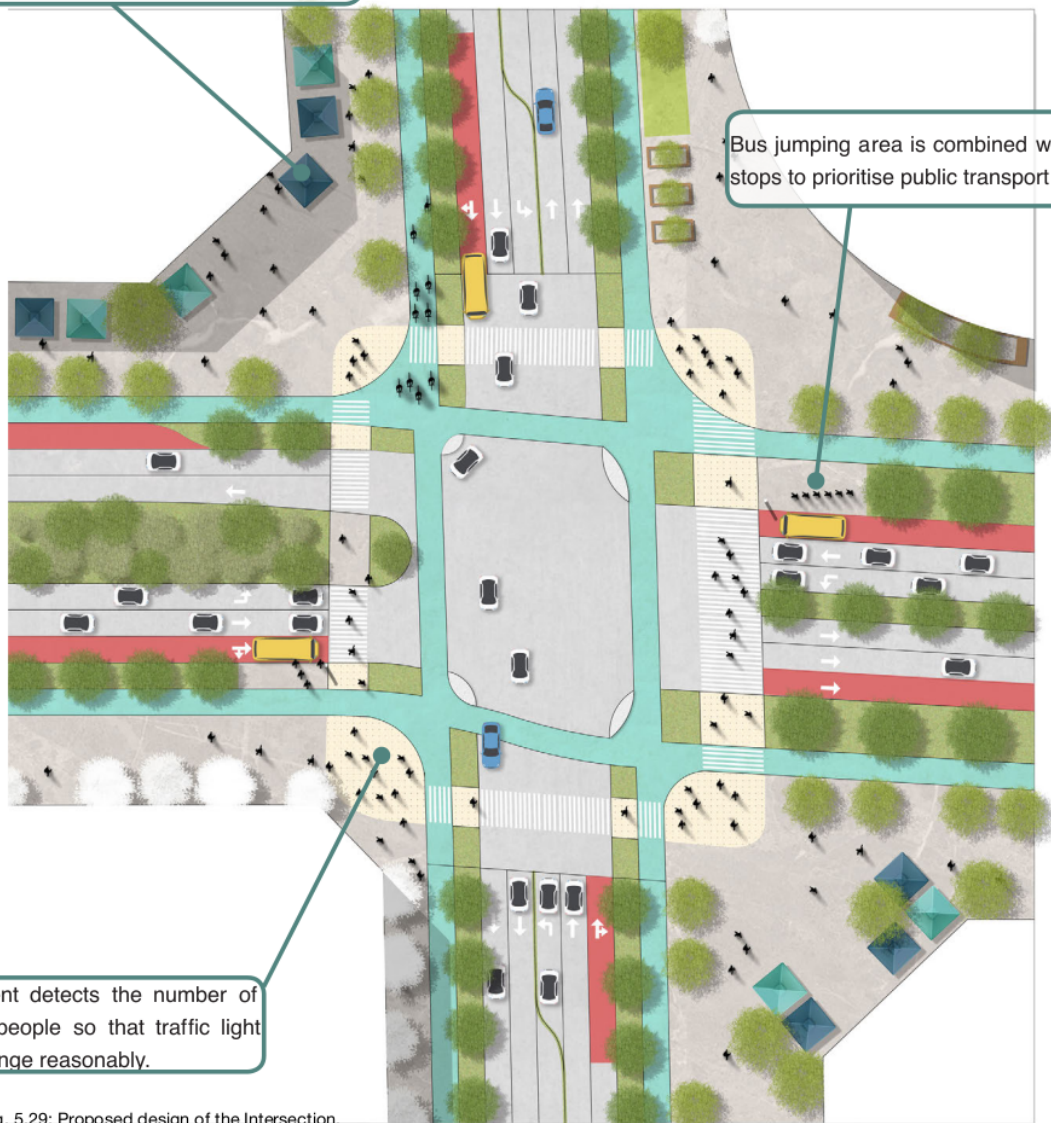 Bus jumping area is combined w
stops to prioritise public transport
ent detects the number of
people so that traffic light
nge reasonably.
g. 5.29: Proposed design of the Intersection.